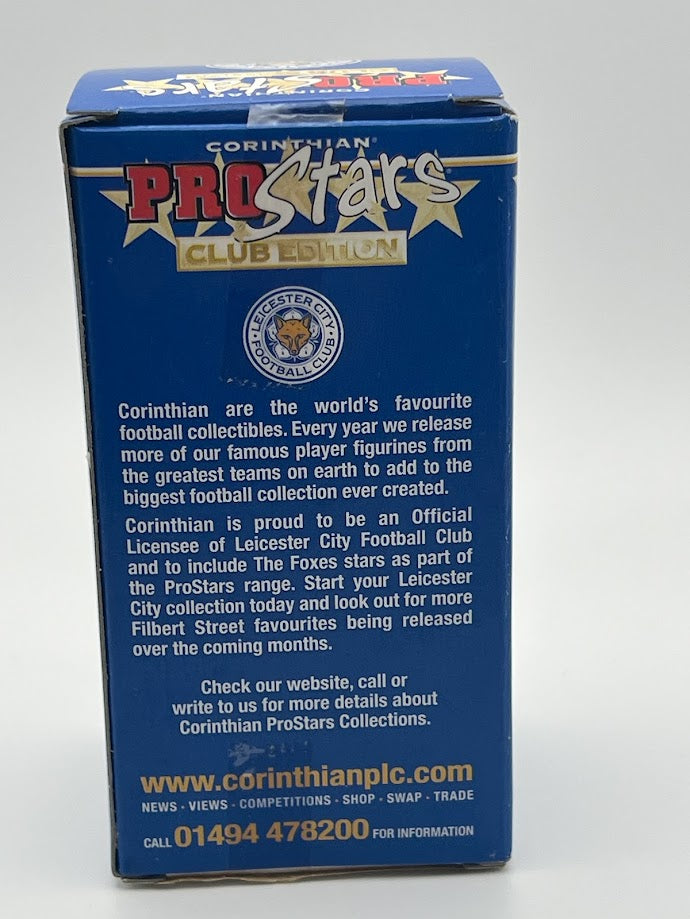 CORINTHIAN
PROStars
CORINTHIAN®
PROStars®
CLUB EDITION
LEICESTER CITY
FOOTBALL CLUB
Corinthian are the world's favourite
football collectibles. Every year we release
more of our famous player figurines from
the greatest teams on earth to add to the
biggest football collection ever created.
Corinthian is proud to be an Official
Licensee of Leicester City Football Club
and to include The Foxes stars as part of
the ProStars range. Start your Leicester
City collection today and look out for more
Filbert Street favourites being released
over the coming months.
Check our website, call or
write to us for more details about
Corinthian ProStars Collections.
www.corinthianplc.com
NEWS - VIEWS - COMPETITIONS - SHOP - SWAP - TRADE
CALL 01494 478200 FOR INFORMATION